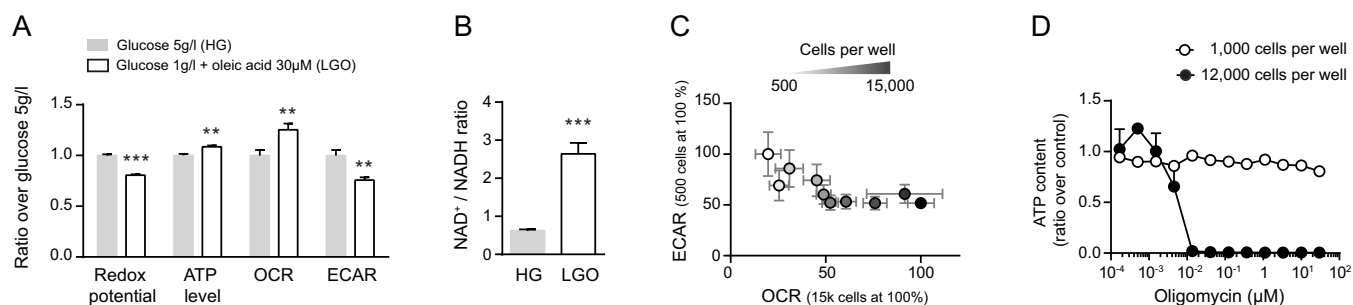 A
Glucose 5g/l (HG)
Glucose 1g/l + oleic acid 30µM (LGO)
Ratio over glucose 5g/l
1.5
1.0
0.5
0.0
***
**
**
**
Redox potential
ATP level
OCR
ECAR
B
NAD⁺ / NADH ratio
4
3
2
1
0
***
HG
LGO
C
Cells per well
500
15,000
ECAR (500 cells at 100 %)
150
100
50
0
0
50
100
OCR (15k cells at 100%)
D
1,000 cells per well
12,000 cells per well
ATP content
(ratio over control)
1.5
1.0
0.5
0.0
10⁻⁴
10⁻³
10⁻²
10⁻¹
1
10
10²
Oligomycin (µM)